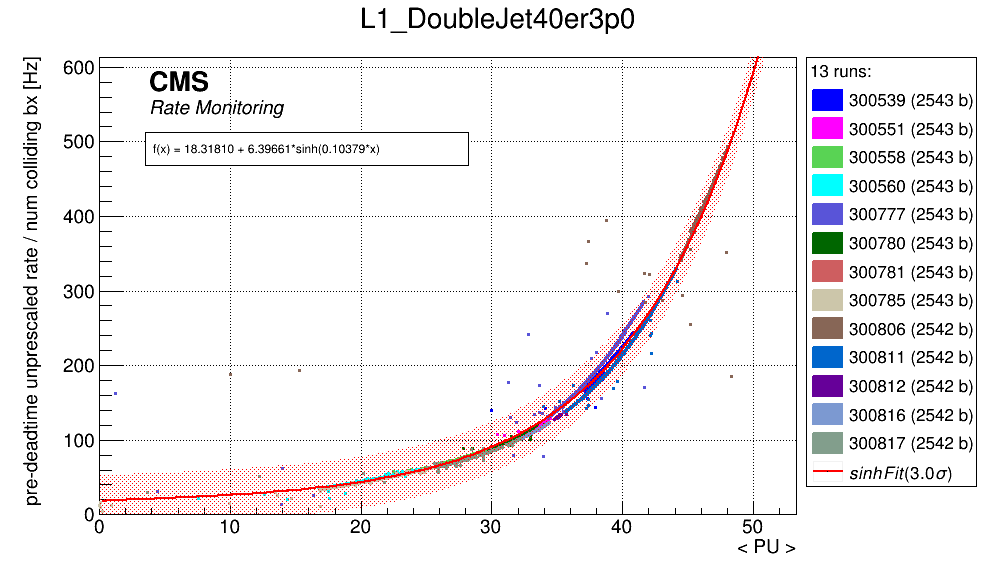 L1_DoubleJet40er3p0
pre-deadtime unprescaled rate / num colliding bx [Hz]
600
500
400
300
200
100
0
CMS
Rate Monitoring
f(x) = 18.31810 + 6.39661*sinh(0.10379*x)
0 10 20 30 40 50
< PU >
13 runs:
300539 (2543 b)
300551 (2543 b)
300558 (2543 b)
300560 (2543 b)
300777 (2543 b)
300780 (2543 b)
300781 (2543 b)
300785 (2543 b)
300806 (2542 b)
300811 (2542 b)
300812 (2542 b)
300816 (2542 b)
300817 (2542 b)
sinhFit(3.0σ)